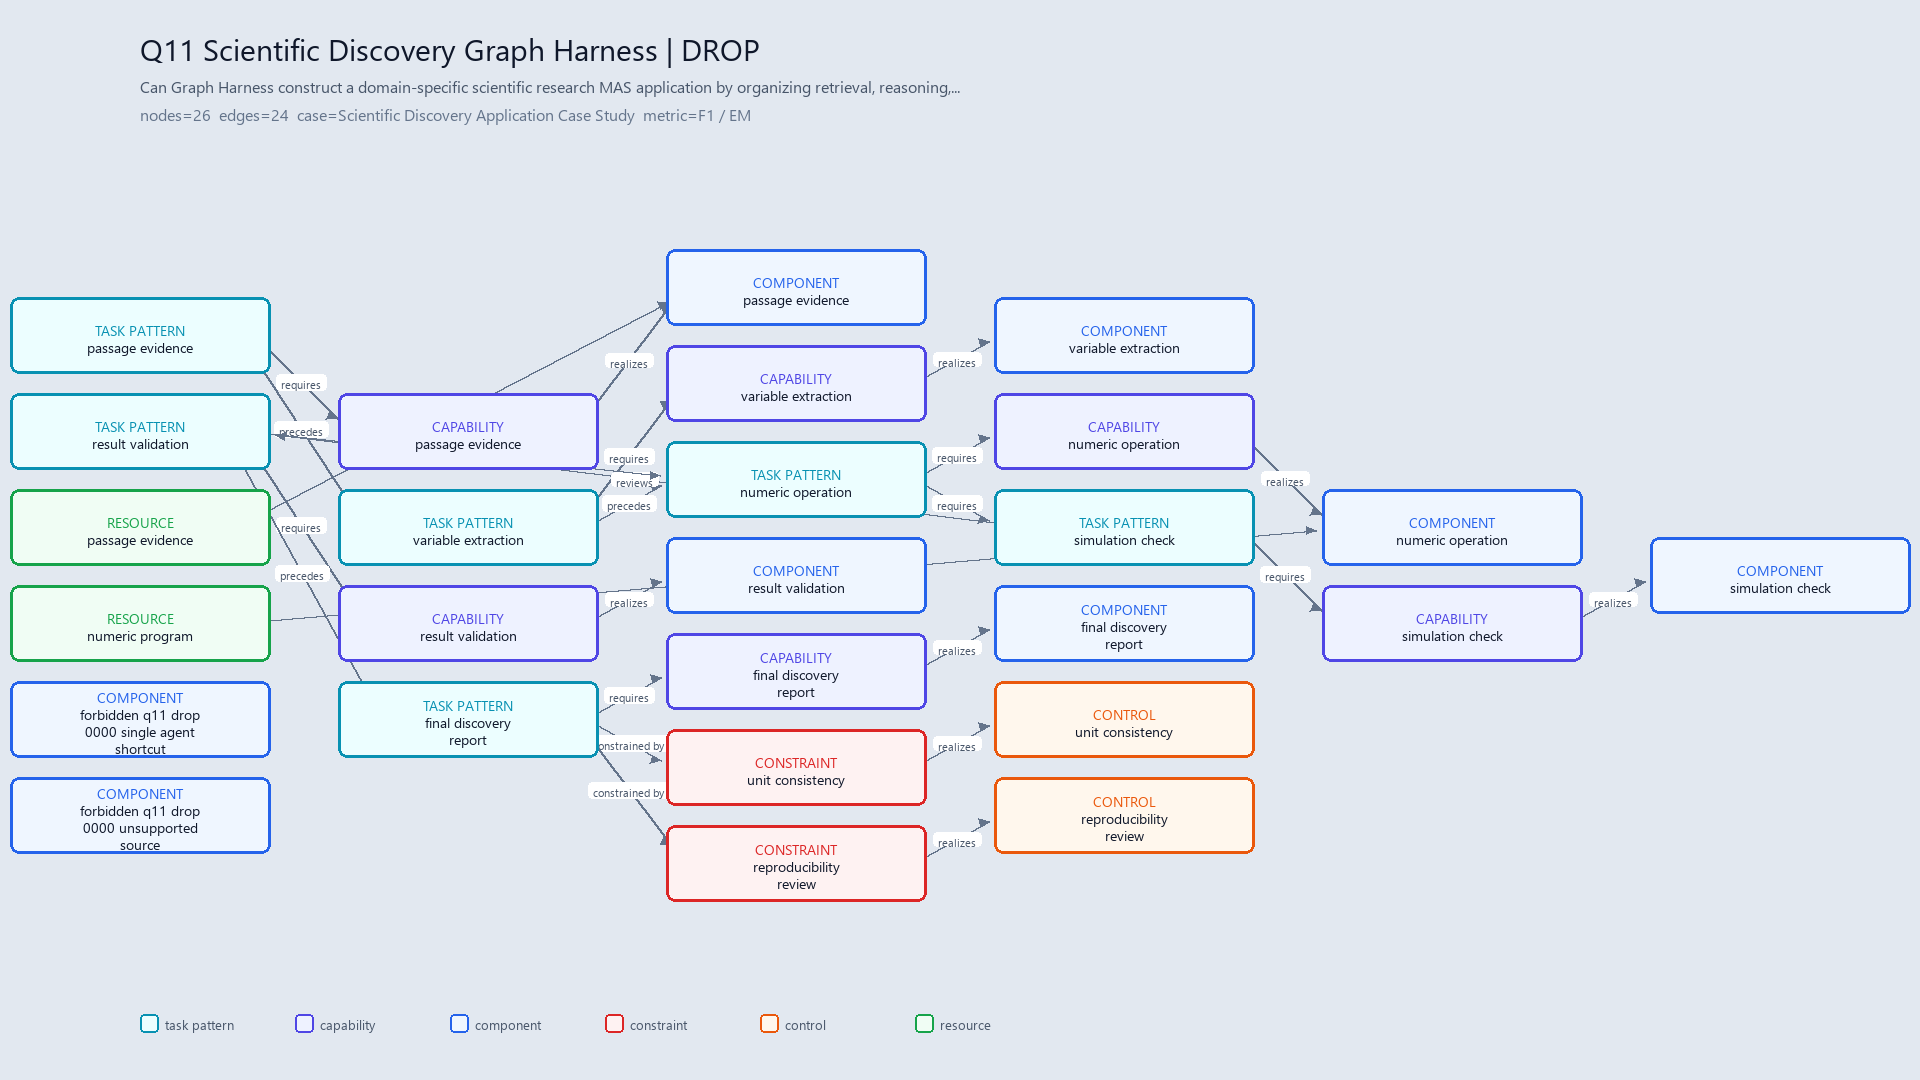 Q11 Scientific Discovery Graph Harness | DROP
Can Graph Harness construct a domain-specific scientific research MAS application by organizing retrieval, reasoning,...
nodes=26  edges=24  case=Scientific Discovery Application Case Study  metric=F1 / EM
TASK PATTERN
passage evidence
TASK PATTERN
result validation
RESOURCE
passage evidence
RESOURCE
numeric program
COMPONENT
forbidden q11 drop
0000 single agent
shortcut
COMPONENT
forbidden q11 drop
0000 unsupported
source
requires
precedes
requires
precedes
CAPABILITY
passage evidence
TASK PATTERN
variable extraction
CAPABILITY
result validation
TASK PATTERN
final discovery
report
realizes
requires
reviews
precedes
realizes
requires
constrained by
constrained by
COMPONENT
passage evidence
CAPABILITY
variable extraction
TASK PATTERN
numeric operation
COMPONENT
result validation
CAPABILITY
final discovery
report
CONSTRAINT
unit consistency
CONSTRAINT
reproducibility
review
realizes
requires
requires
realizes
realizes
realizes
COMPONENT
variable extraction
CAPABILITY
numeric operation
TASK PATTERN
simulation check
COMPONENT
final discovery
report
CONTROL
unit consistency
CONTROL
reproducibility
review
realizes
requires
COMPONENT
numeric operation
CAPABILITY
simulation check
realizes
COMPONENT
simulation check
task pattern
capability
component
constraint
control
resource